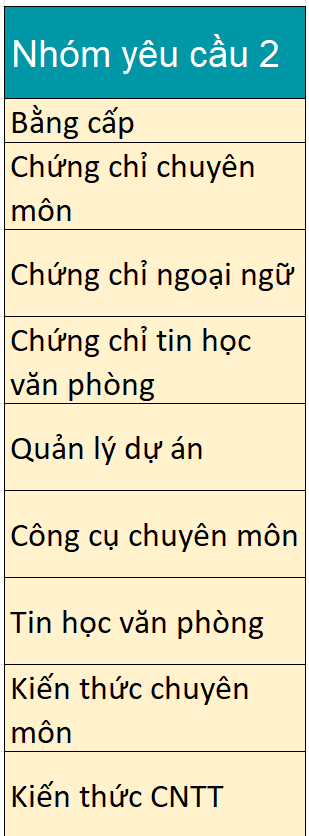 Nhóm yêu cầu 2
Bằng cấp
Chứng chỉ chuyên
môn
Chứng chỉ ngoại ngữ
Chứng chỉ tin học
văn phòng
Quản lý dự án
Công cụ chuyên môn
Tin học văn phòng
Kiến thức chuyên
môn
Kiến thức CNTT